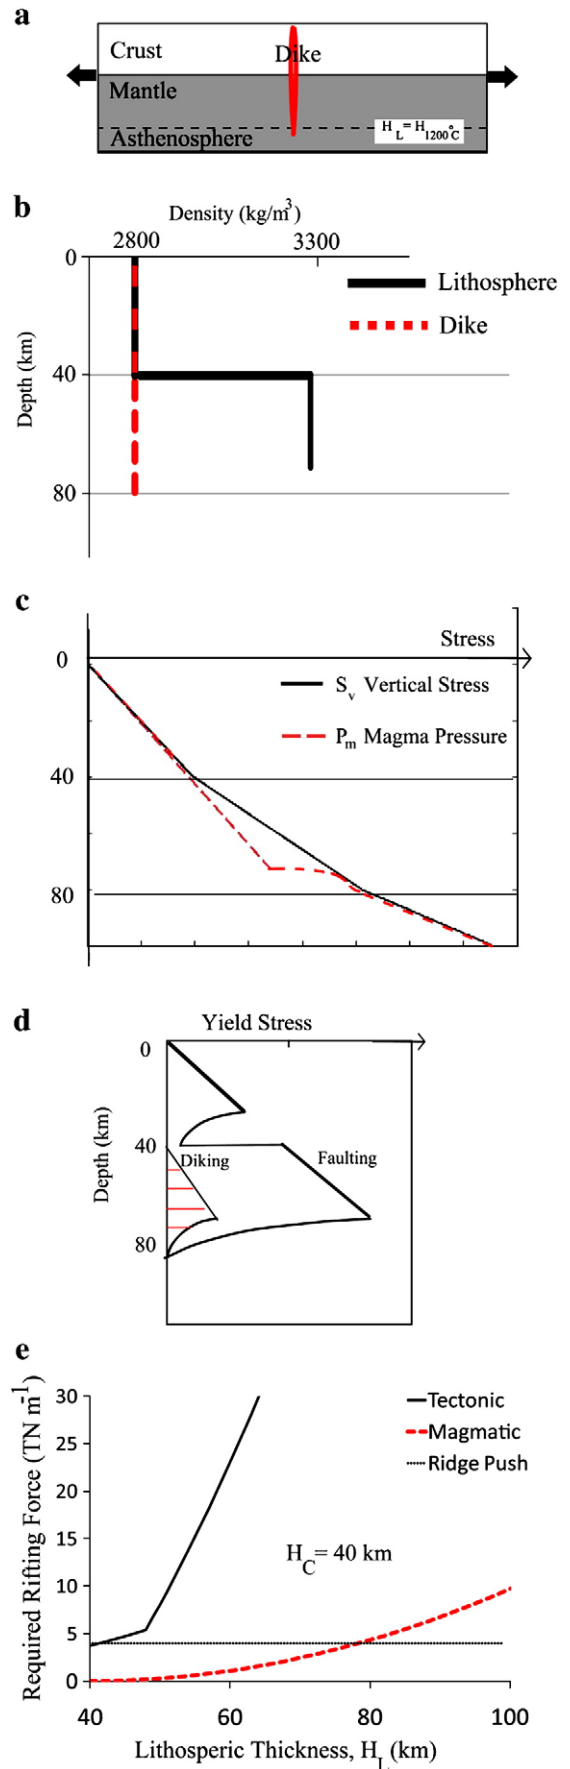 a
Crust
Dike
Mantle
H_L = H_1200°C
Asthenosphere
b
Density (kg/m³)
2800 3300
0
Lithosphere
Dike
Depth (km)
40
80
c
Stress
0
S_v Vertical Stress
P_m Magma Pressure
40
80
d
Yield Stress
0
Depth (km)
40
Diking Faulting
80
e
Required Rifting Force (TN m⁻¹)
30
Tectonic
25
Magmatic
Ridge Push
20
15
H_C= 40 km
10
5
0
40 60 80 100
Lithosperic Thickness, H_L (km)